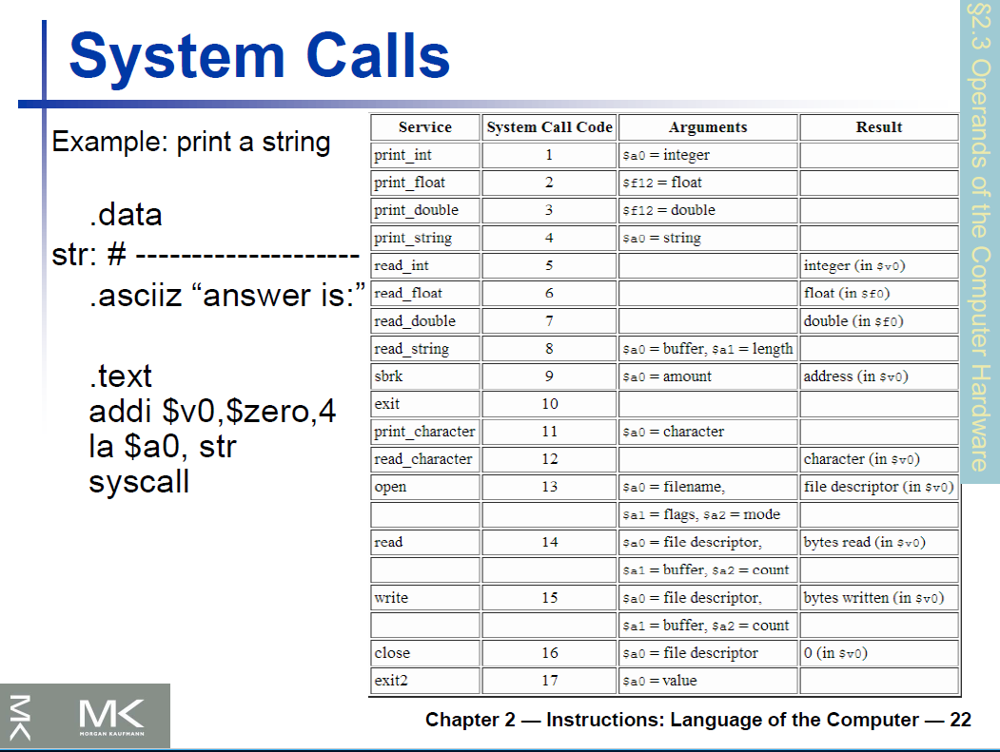 System Calls
Example: print a string
.data
str: # --------------------
.asciiz “answer is:”
.text
addi $v0,$zero,4
la $a0, str
syscall
Service System Call Code Arguments Result
print_int 1 $a0 = integer
print_float 2 $f12 = float
print_double 3 $f12 = double
print_string 4 $a0 = string
read_int 5 integer (in $v0)
read_float 6 float (in $f0)
read_double 7 double (in $f0)
read_string 8 $a0 = buffer, $a1 = length
sbrk 9 $a0 = amount address (in $v0)
exit 10
print_character 11 $a0 = character
read_character 12 character (in $v0)
open 13 $a0 = filename, file descriptor (in $v0)
$a1 = flags, $a2 = mode
read 14 $a0 = file descriptor, bytes read (in $v0)
$a1 = buffer, $a2 = count
write 15 $a0 = file descriptor, bytes written (in $v0)
$a1 = buffer, $a2 = count
close 16 $a0 = file descriptor 0 (in $v0)
exit2 17 $a0 = value
§2.3 Operands of the Computer Hardware
MK
MK
MORGAN KAUFMANN
Chapter 2 — Instructions: Language of the Computer — 22